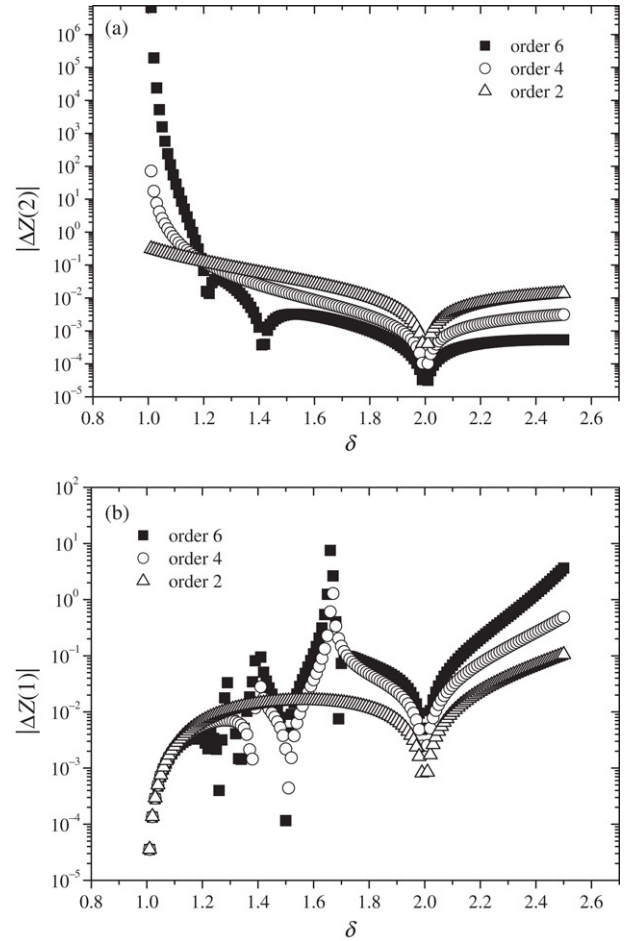 (a)
order 6
order 4
order 2
|ΔZ(2)|
10⁶
10⁵
10⁴
10³
10²
10¹
10⁰
10⁻¹
10⁻²
10⁻³
10⁻⁴
10⁻⁵
0.8 1.0 1.2 1.4 1.6 1.8 2.0 2.2 2.4 2.6
δ
(b)
order 6
order 4
order 2
|ΔZ(1)|
10²
10¹
10⁰
10⁻¹
10⁻²
10⁻³
10⁻⁴
10⁻⁵
0.8 1.0 1.2 1.4 1.6 1.8 2.0 2.2 2.4 2.6
δ